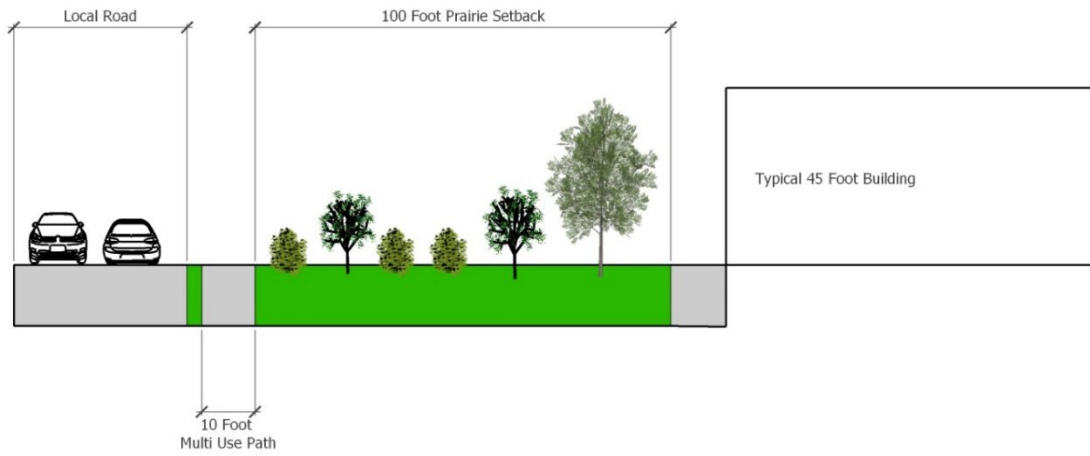 Local Road
100 Foot Prairie Setback
Typical 45 Foot Building
10 Foot
Multi Use Path